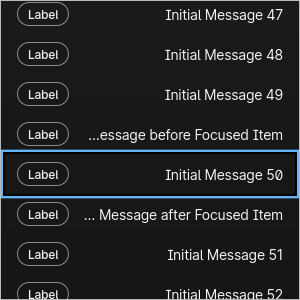 Label Initial Message 47
Label Initial Message 48
Label Initial Message 49
Label ...essage before Focused Item
Label Initial Message 50
Label ... Message after Focused Item
Label Initial Message 51
Label Initial Message 52